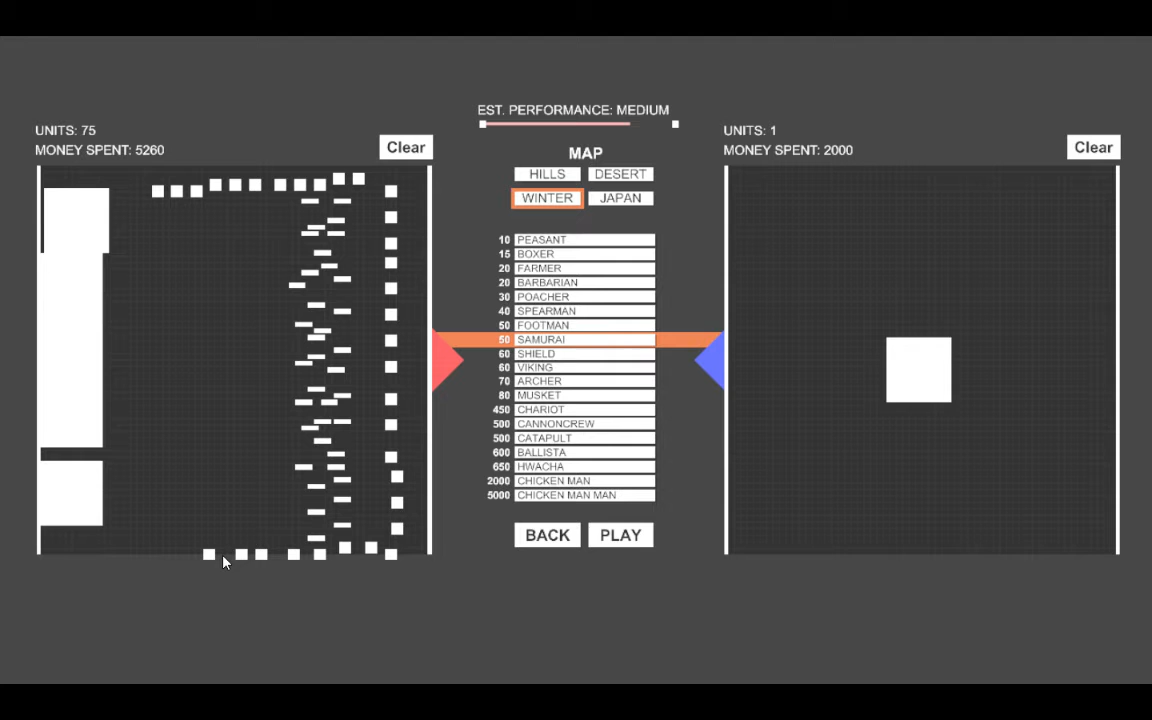 EST. PERFORMANCE: MEDIUM
UNITS: 75
MONEY SPENT: 5260
Clear
MAP
HILLS DESERT
WINTER JAPAN
UNITS: 1
MONEY SPENT: 2000
Clear
10 PEASANT
15 BOXER
20 FARMER
20 BARBARIAN
30 POACHER
40 SPEARMAN
50 FOOTMAN
50 SAMURAI
60 SHIELD
60 VIKING
70 ARCHER
80 MUSKET
450 CHARIOT
500 CANNONCREW
500 CATAPULT
600 BALLISTA
650 HWACHA
2000 CHICKEN MAN
5000 CHICKEN MAN MAN
BACK PLAY